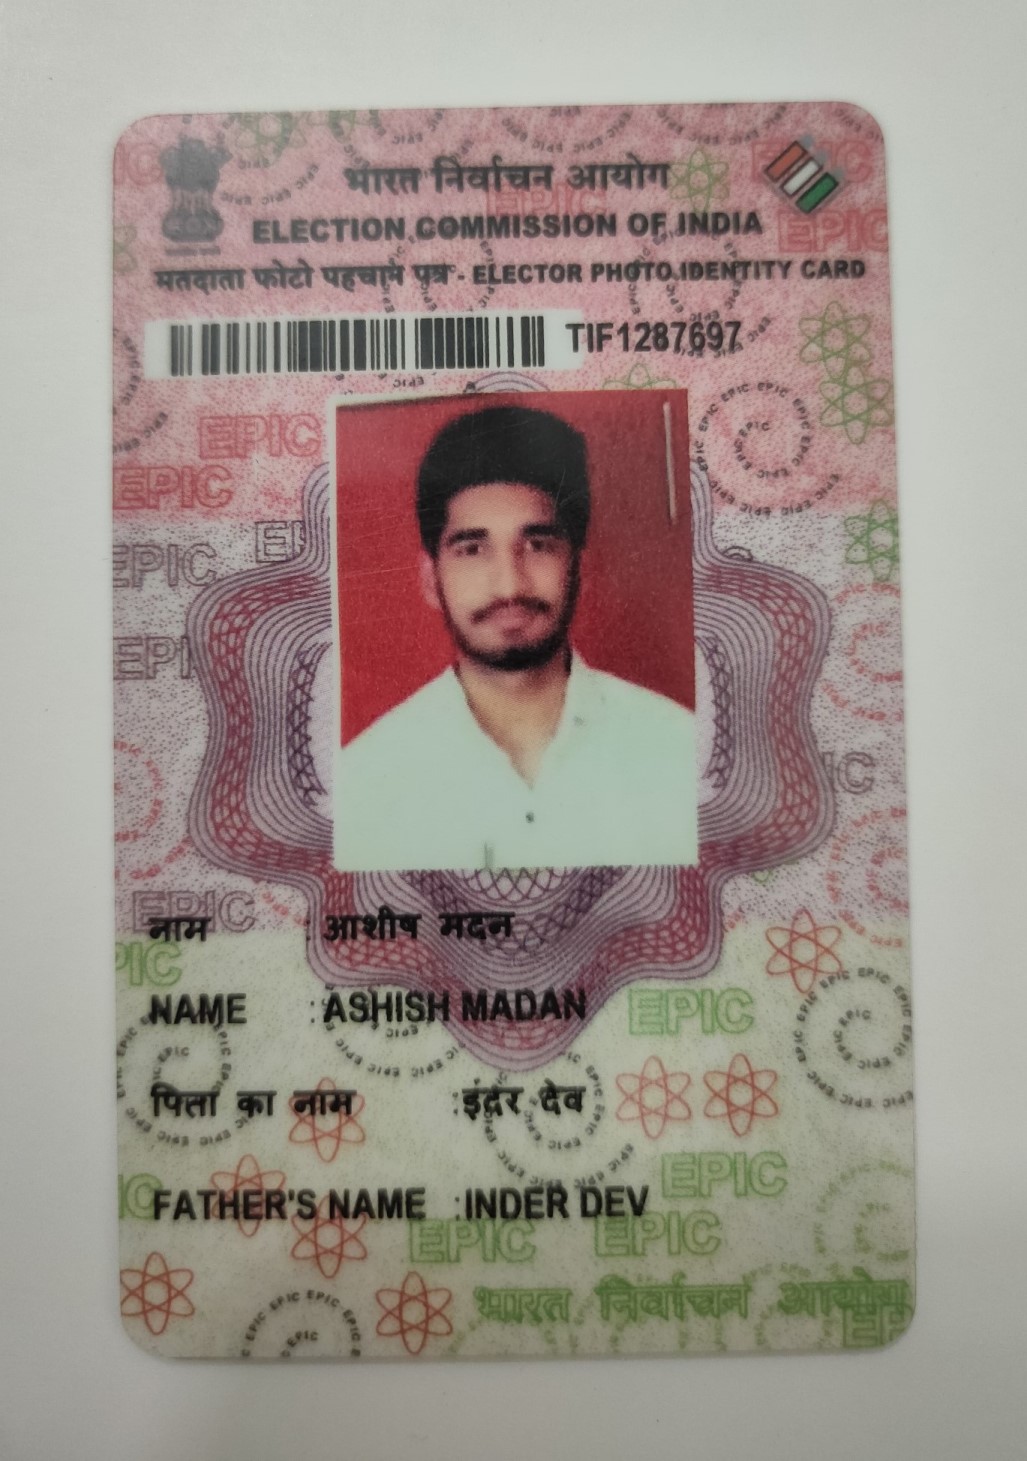 भारत निर्वाचन आयोग
ELECTION COMMISSION OF INDIA
मतदाता फोटो पहचान पत्र - ELECTOR PHOTO IDENTITY CARD
TIF1287697
नाम : आशीष मदन
NAME : ASHISH MADAN
पिता का नाम : इंदर देव
FATHER'S NAME : INDER DEV
भारत निर्वाचन आयोग